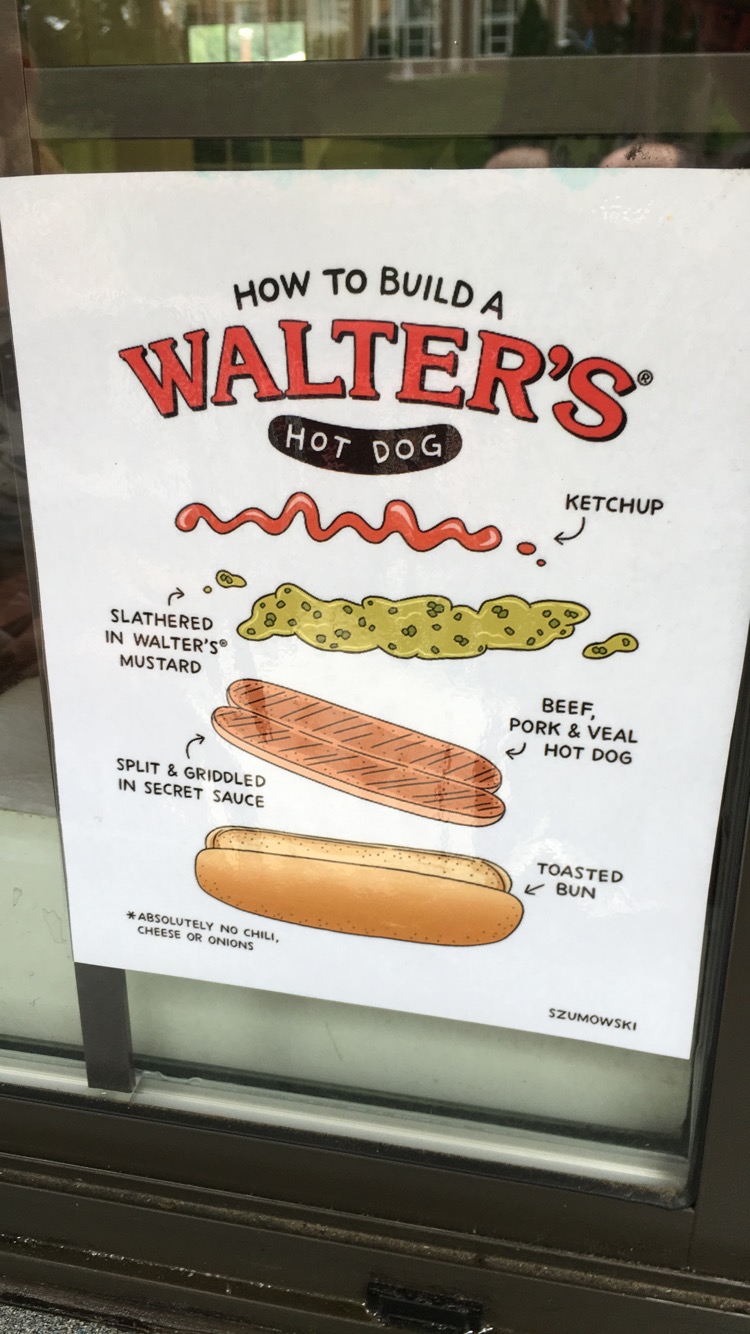 HOW TO BUILD A
WALTER'S®
HOT DOG
KETCHUP
SLATHERED
IN WALTER'S®
MUSTARD
BEEF,
PORK & VEAL
HOT DOG
SPLIT & GRIDDLED
IN SECRET SAUCE
TOASTED
BUN
*ABSOLUTELY NO CHILI,
CHEESE OR ONIONS
SZUMOWSKI